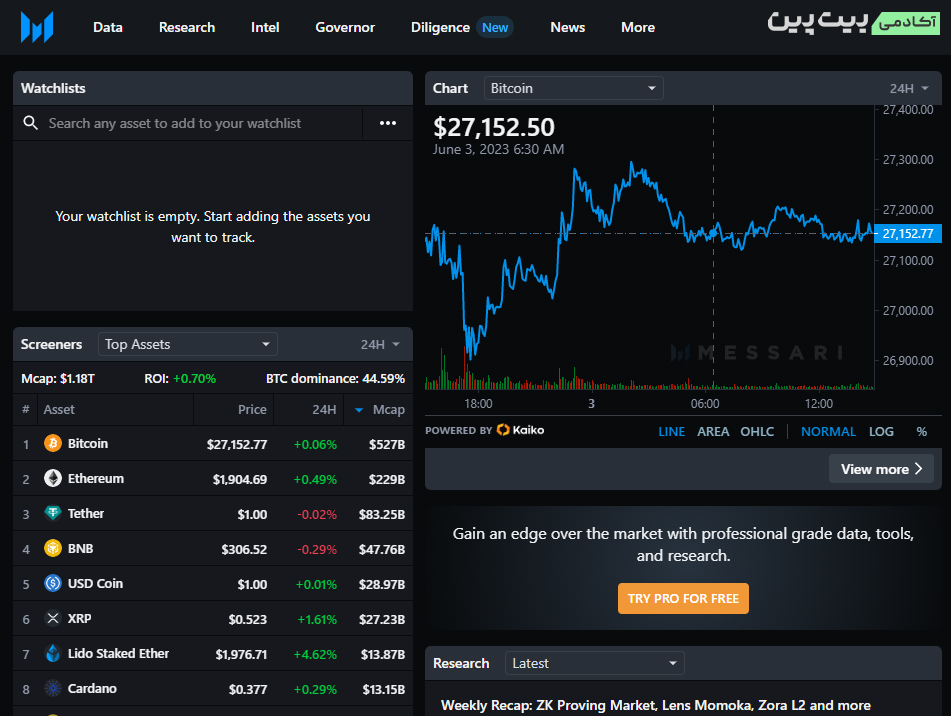 Data Research Intel Governor Diligence New News More
بیت‌پین آکادمی
Watchlists
Search any asset to add to your watchlist
Your watchlist is empty. Start adding the assets you
want to track.
Screeners Top Assets 24H
Mcap: $1.18T ROI: +0.70% BTC dominance: 44.59%
# Asset Price 24H Mcap
1 Bitcoin $27,152.77 +0.06% $527B
2 Ethereum $1,904.69 +0.49% $229B
3 Tether $1.00 -0.02% $83.25B
4 BNB $306.52 -0.29% $47.76B
5 USD Coin $1.00 +0.01% $28.97B
6 XRP $0.523 +1.61% $27.23B
7 Lido Staked Ether $1,976.71 +4.62% $13.87B
8 Cardano $0.377 +0.29% $13.15B
Chart Bitcoin 24H
$27,152.50
June 3, 2023 6:30 AM
27,400.00
27,300.00
27,200.00
27,152.77
27,100.00
27,000.00
26,900.00
MESSARI
18:00 3 06:00 12:00
POWERED BY Kaiko LINE AREA OHLC NORMAL LOG %
View more
Gain an edge over the market with professional grade data, tools,
and research.
TRY PRO FOR FREE
Research Latest
Weekly Recap: ZK Proving Market, Lens Momoka, Zora L2 and more